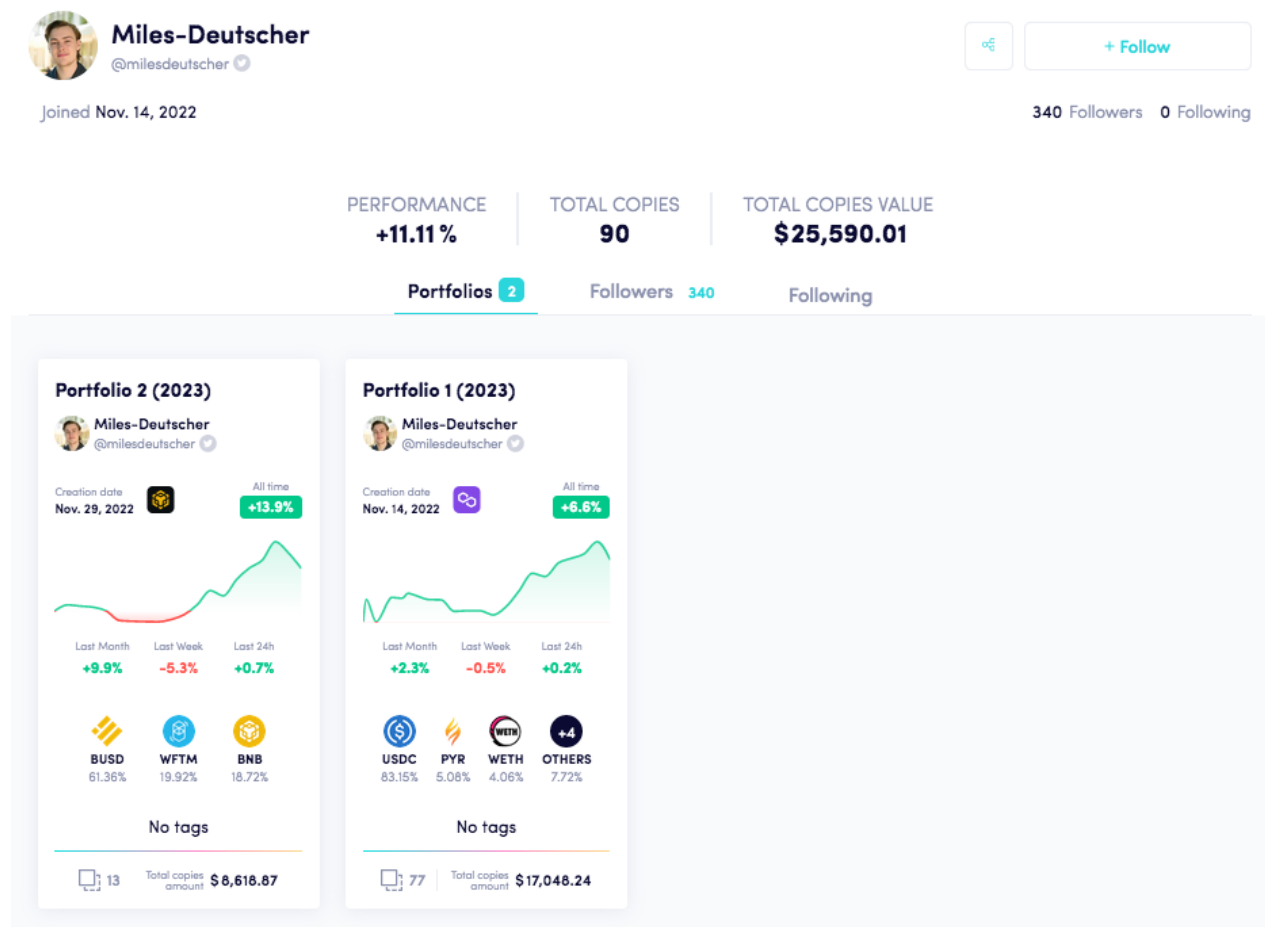 Miles-Deutscher
@milesdeutscher
+ Follow
Joined Nov. 14, 2022
340 Followers 0 Following
PERFORMANCE TOTAL COPIES TOTAL COPIES VALUE
+11.11 % 90 $25,590.01
Portfolios 2 Followers 340 Following
Portfolio 2 (2023)
Miles-Deutscher
@milesdeutscher
Creation date All time
Nov. 29, 2022 +13.9%
Last Month Last Week Last 24h
+9.9% -5.3% +0.7%
BUSD WFTM BNB
61.36% 19.92% 18.72%
No tags
13 Total copies amount $8,618.87
Portfolio 1 (2023)
Miles-Deutscher
@milesdeutscher
Creation date All time
Nov. 14, 2022 +6.6%
Last Month Last Week Last 24h
+2.3% -0.5% +0.2%
WETH +4
USDC PYR WETH OTHERS
83.15% 5.08% 4.06% 7.72%
No tags
77 Total copies amount $17,048.24